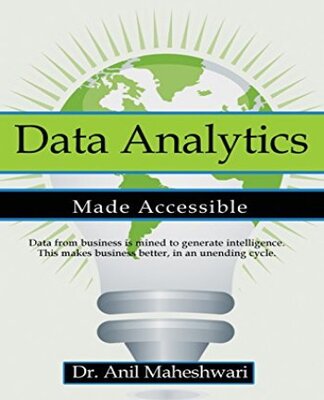 Data Analytics
Made Accessible
Data from business is mined to generate intelligence.
This makes business better, in an unending cycle.
Dr. Anil Maheshwari